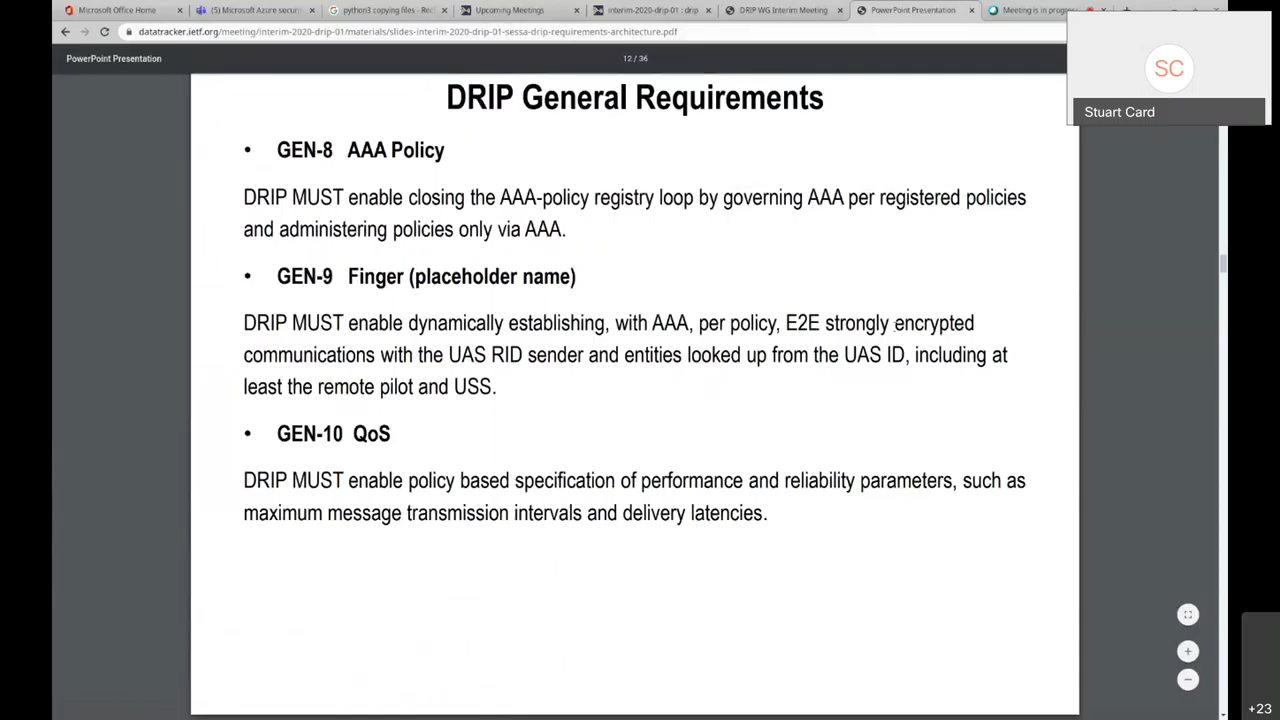 Microsoft Office Home
(5) Microsoft Azure securi
python3 copying files - Red
Upcoming Meetings
interim-2020-drip-01 : drip
DRIP WG Interim Meeting
PowerPoint Presentation
Meeting is in progre
datatracker.ietf.org/meeting/interim-2020-drip-01/materials/slides-interim-2020-drip-01-sessa-drip-requirements-architecture.pdf
PowerPoint Presentation
12 / 36
SC
Stuart Card
DRIP General Requirements
• GEN-8 AAA Policy
DRIP MUST enable closing the AAA-policy registry loop by governing AAA per registered policies
and administering policies only via AAA.
• GEN-9 Finger (placeholder name)
DRIP MUST enable dynamically establishing, with AAA, per policy, E2E strongly encrypted
communications with the UAS RID sender and entities looked up from the UAS ID, including at
least the remote pilot and USS.
• GEN-10 QoS
DRIP MUST enable policy based specification of performance and reliability parameters, such as
maximum message transmission intervals and delivery latencies.
+23